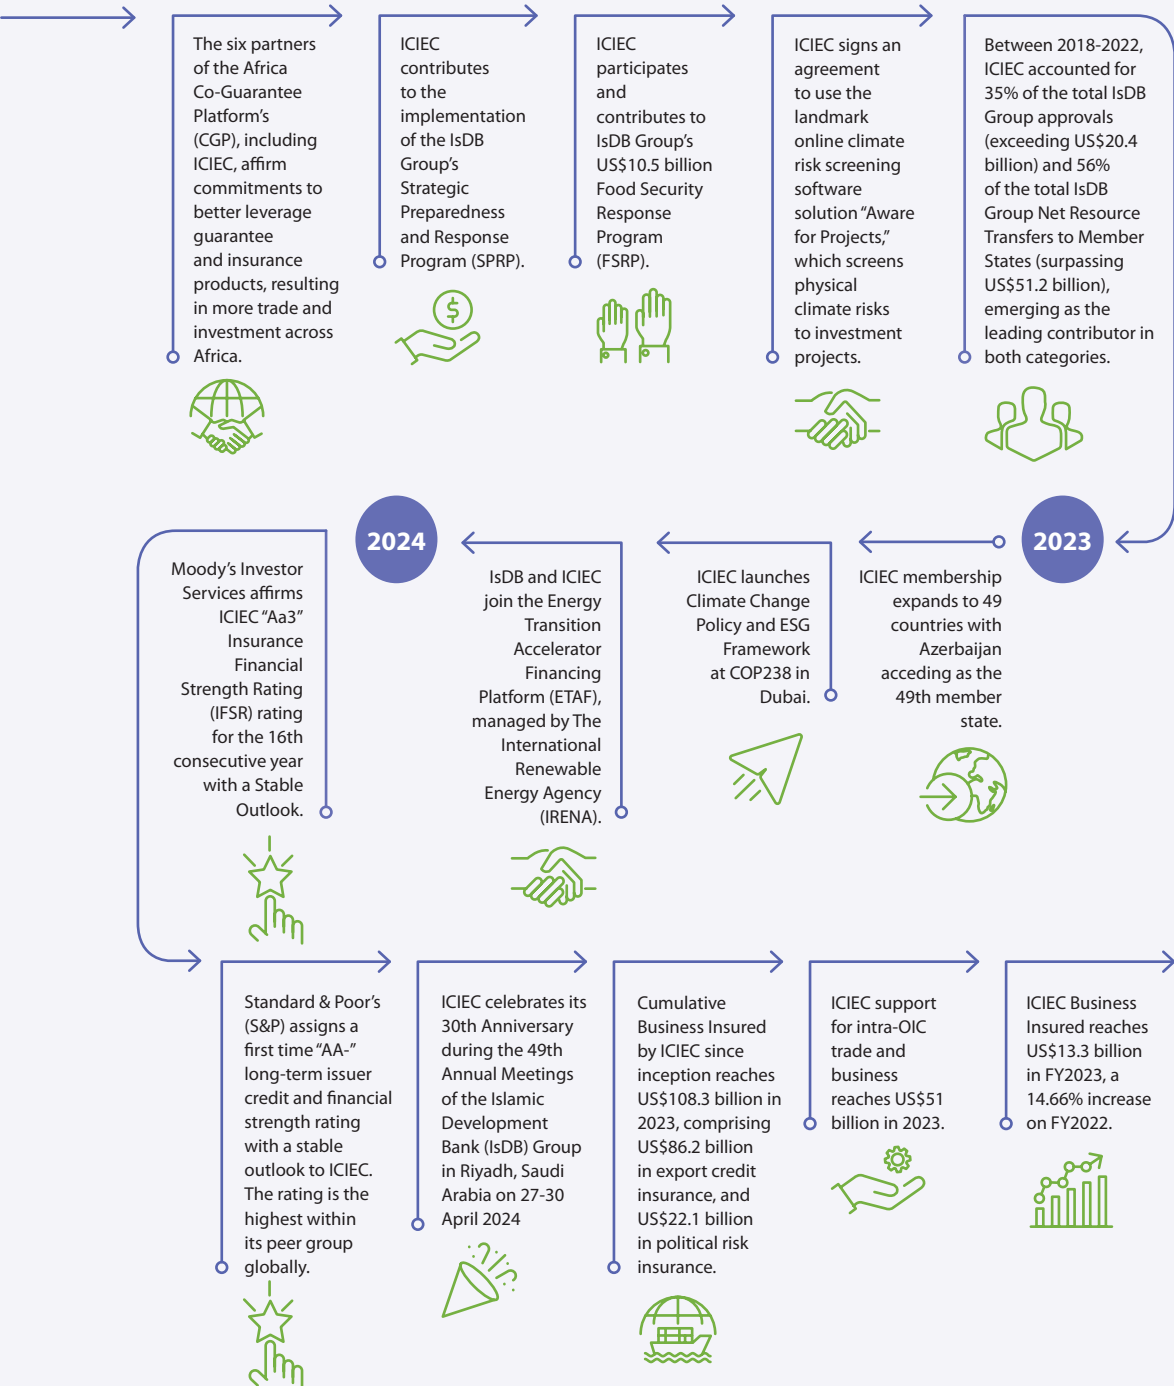 The six partners
of the Africa
Co-Guarantee
Platform's
(CGP), including
ICIEC, affirm
commitments to
better leverage
guarantee
and insurance
products, resulting
in more trade and
investment across
Africa.
ICIEC
contributes
to the
implementation
of the IsDB
Group's
Strategic
Preparedness
and Response
Program (SPRP).
ICIEC
participates
and
contributes to
IsDB Group's
US$10.5 billion
Food Security
Response
Program
(FSRP).
ICIEC signs an
agreement
to use the
landmark
online climate
risk screening
software
solution “Aware
for Projects,”
which screens
physical
climate risks
to investment
projects.
Between 2018-2022,
ICIEC accounted for
35% of the total IsDB
Group approvals
(exceeding US$20.4
billion) and 56%
of the total IsDB
Group Net Resource
Transfers to Member
States (surpassing
US$51.2 billion),
emerging as the
leading contributor in
both categories.
2023
ICIEC membership
expands to 49
countries with
Azerbaijan
acceding as the
49th member
state.
ICIEC launches
Climate Change
Policy and ESG
Framework
at COP238 in
Dubai.
IsDB and ICIEC
join the Energy
Transition
Accelerator
Financing
Platform (ETAF),
managed by The
International
Renewable
Energy Agency
(IRENA).
2024
Moody's Investor
Services affirms
ICIEC “Aa3”
Insurance
Financial
Strength Rating
(IFSR) rating
for the 16th
consecutive year
with a Stable
Outlook.
Standard & Poor's
(S&P) assigns a
first time “AA-”
long-term issuer
credit and financial
strength rating
with a stable
outlook to ICIEC.
The rating is the
highest within
its peer group
globally.
ICIEC celebrates its
30th Anniversary
during the 49th
Annual Meetings
of the Islamic
Development
Bank (IsDB) Group
in Riyadh, Saudi
Arabia on 27-30
April 2024
Cumulative
Business Insured
by ICIEC since
inception reaches
US$108.3 billion in
2023, comprising
US$86.2 billion
in export credit
insurance, and
US$22.1 billion
in political risk
insurance.
ICIEC support
for intra-OIC
trade and
business
reaches US$51
billion in 2023.
ICIEC Business
Insured reaches
US$13.3 billion
in FY2023, a
14.66% increase
on FY2022.